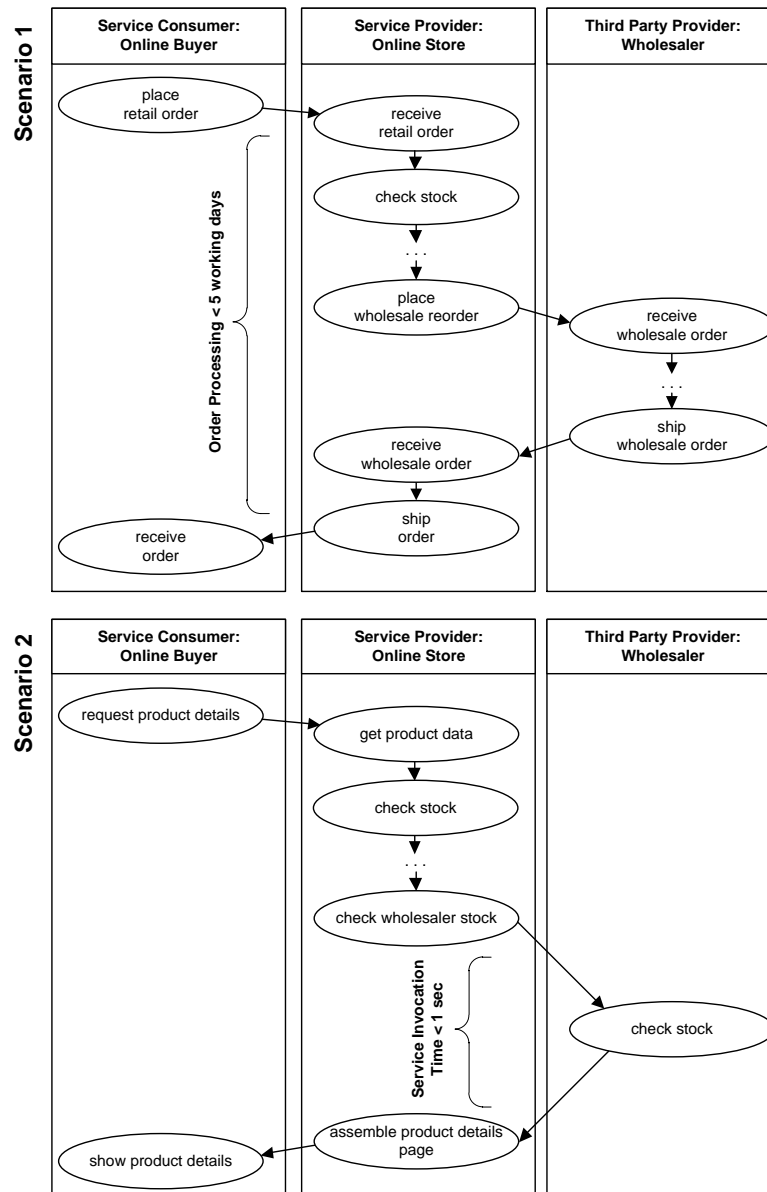 Scenario 1
Service Consumer:
Online Buyer
Service Provider:
Online Store
Third Party Provider:
Wholesaler
place
retail order
receive
retail order
check stock
. . .
place
wholesale reorder
receive
wholesale order
. . .
ship
wholesale order
Order Processing < 5 working days
receive
wholesale order
ship
order
receive
order
Scenario 2
Service Consumer:
Online Buyer
Service Provider:
Online Store
Third Party Provider:
Wholesaler
request product details
get product data
check stock
. . .
check wholesaler stock
Service Invocation
Time < 1 sec
check stock
assemble product details
page
show product details